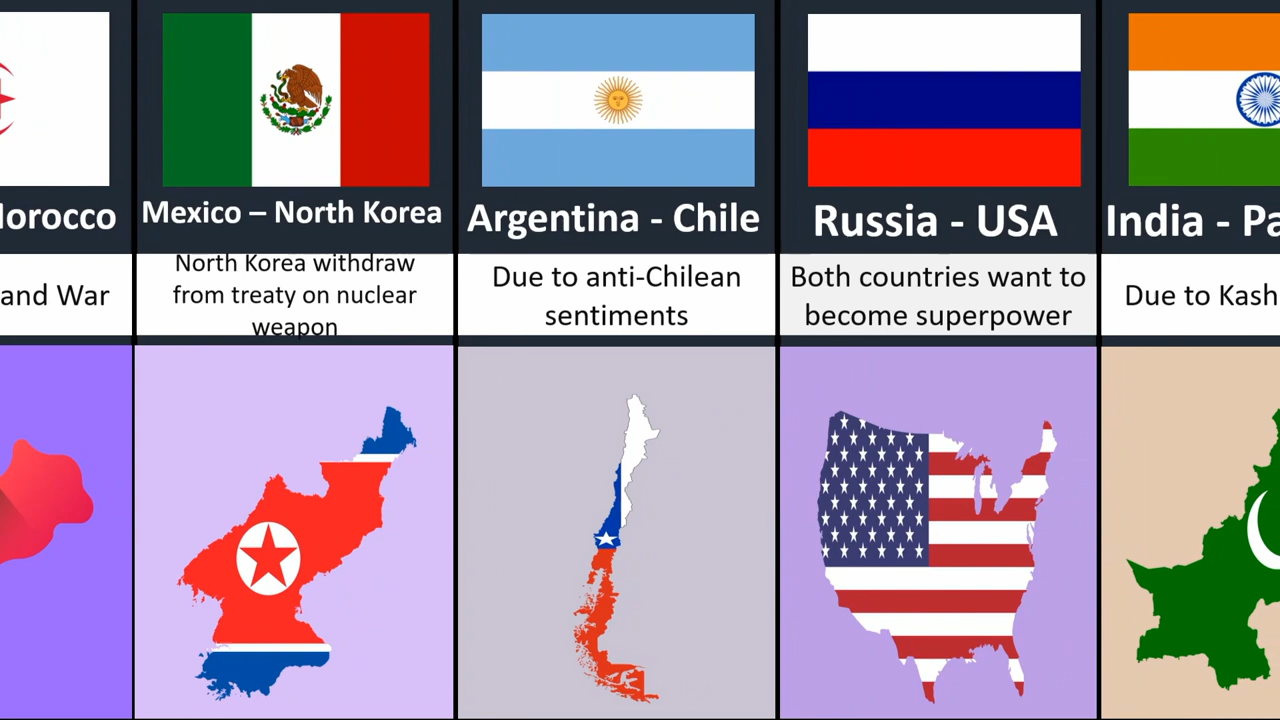 Morocco
and War
Mexico – North Korea
North Korea withdraw
from treaty on nuclear
weapon
Argentina - Chile
Due to anti-Chilean
sentiments
Russia - USA
Both countries want to
become superpower
India - Pa
Due to Kash